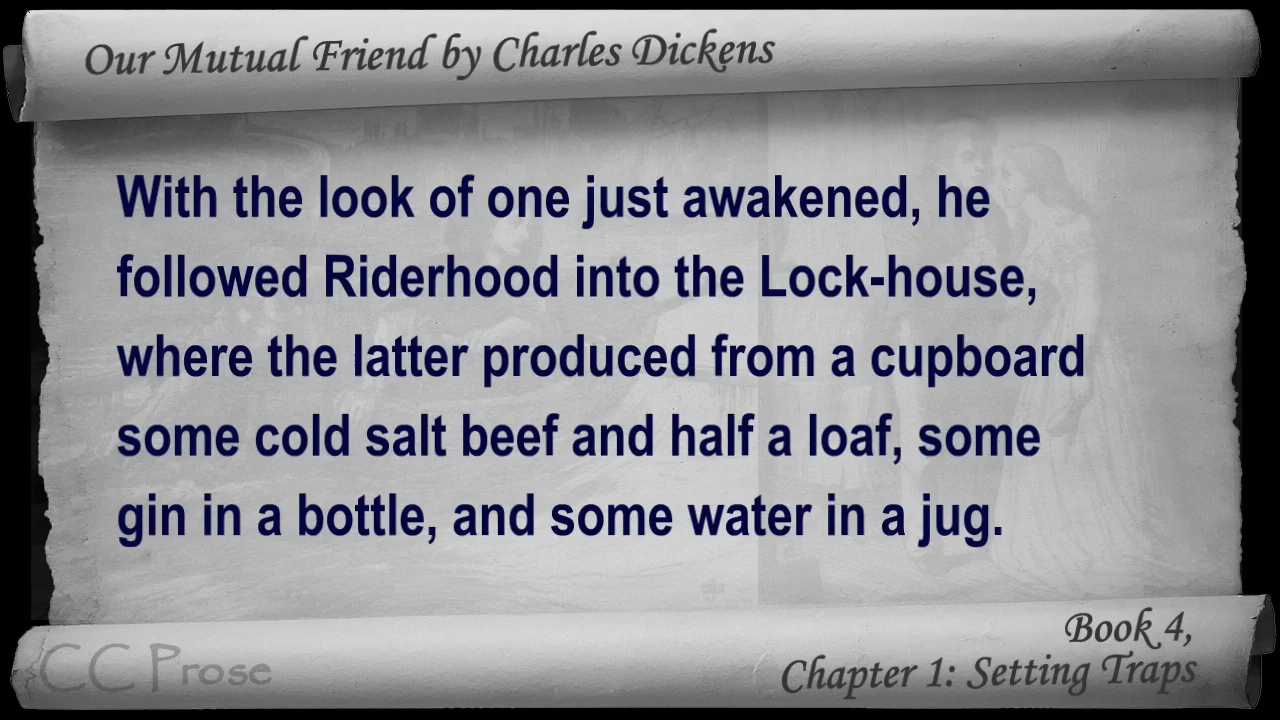 Our Mutual Friend by Charles Dickens
With the look of one just awakened, he
followed Riderhood into the Lock-house,
where the latter produced from a cupboard
some cold salt beef and half a loaf, some
gin in a bottle, and some water in a jug.
Book 4,
Chapter 1: Setting Traps
CC Prose